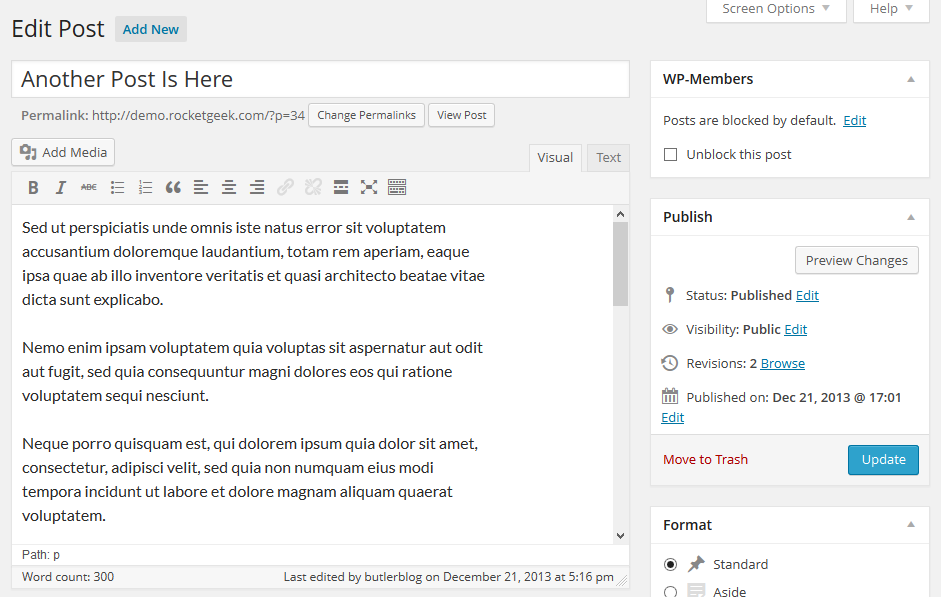 Screen Options
Help
Edit Post
Add New
Another Post Is Here
Permalink: http://demo.rocketgeek.com/?p=34
Change Permalinks
View Post
Add Media
Visual
Text
B I ABC
Sed ut perspiciatis unde omnis iste natus error sit voluptatem
accusantium doloremque laudantium, totam rem aperiam, eaque
ipsa quae ab illo inventore veritatis et quasi architecto beatae vitae
dicta sunt explicabo.
Nemo enim ipsam voluptatem quia voluptas sit aspernatur aut odit
aut fugit, sed quia consequuntur magni dolores eos qui ratione
voluptatem sequi nesciunt.
Neque porro quisquam est, qui dolorem ipsum quia dolor sit amet,
consectetur, adipisci velit, sed quia non numquam eius modi
tempora incidunt ut labore et dolore magnam aliquam quaerat
voluptatem.
Path: p
Word count: 300
Last edited by butlerblog on December 21, 2013 at 5:16 pm
WP-Members
Posts are blocked by default. Edit
Unblock this post
Publish
Preview Changes
Status: Published Edit
Visibility: Public Edit
Revisions: 2 Browse
Published on: Dec 21, 2013 @ 17:01
Edit
Move to Trash
Update
Format
Standard
Aside